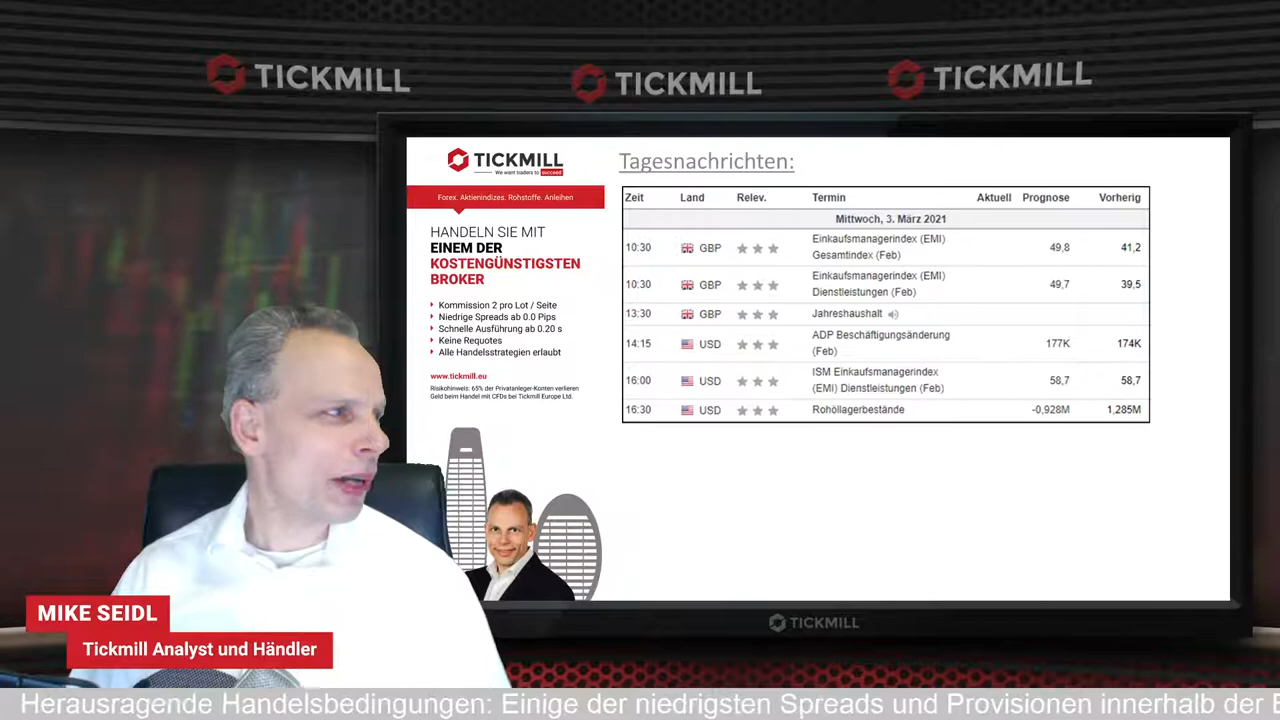 TICKMILL
TICKMILL
TICKMILL
TICKMILL
We want traders to succeed
Forex. Aktienindizes. Rohstoffe. Anleihen
HANDELN SIE MIT
EINEM DER
KOSTENGÜNSTIGSTEN
BROKER
Kommission 2 pro Lot / Seite
Niedrige Spreads ab 0.0 Pips
Schnelle Ausführung ab 0.20 s
Keine Requotes
Alle Handelsstrategien erlaubt
www.tickmill.eu
Risikohinweis: 65% der Privatanleger-Konten verlieren
Geld beim Handel mit CFDs bei Tickmill Europe Ltd.
Tagesnachrichten:
Zeit Land Relev. Termin Aktuell Prognose Vorherig
Mittwoch, 3. März 2021
10:30 GBP Einkaufsmanagerindex (EMI) 49,8 41,2
Gesamtindex (Feb)
10:30 GBP Einkaufsmanagerindex (EMI) 49,7 39,5
Dienstleistungen (Feb)
13:30 GBP Jahreshaushalt
14:15 USD ADP Beschäftigungsänderung 177K 174K
(Feb)
16:00 USD ISM Einkaufsmanagerindex 58,7 58,7
(EMI) Dienstleistungen (Feb)
16:30 USD Rohöllagerbestände -0,928M 1,285M
TICKMILL
MIKE SEIDL
Tickmill Analyst und Händler
Herausragende Handelsbedingungen: Einige der niedrigsten Spreads und Provisionen innerhalb der